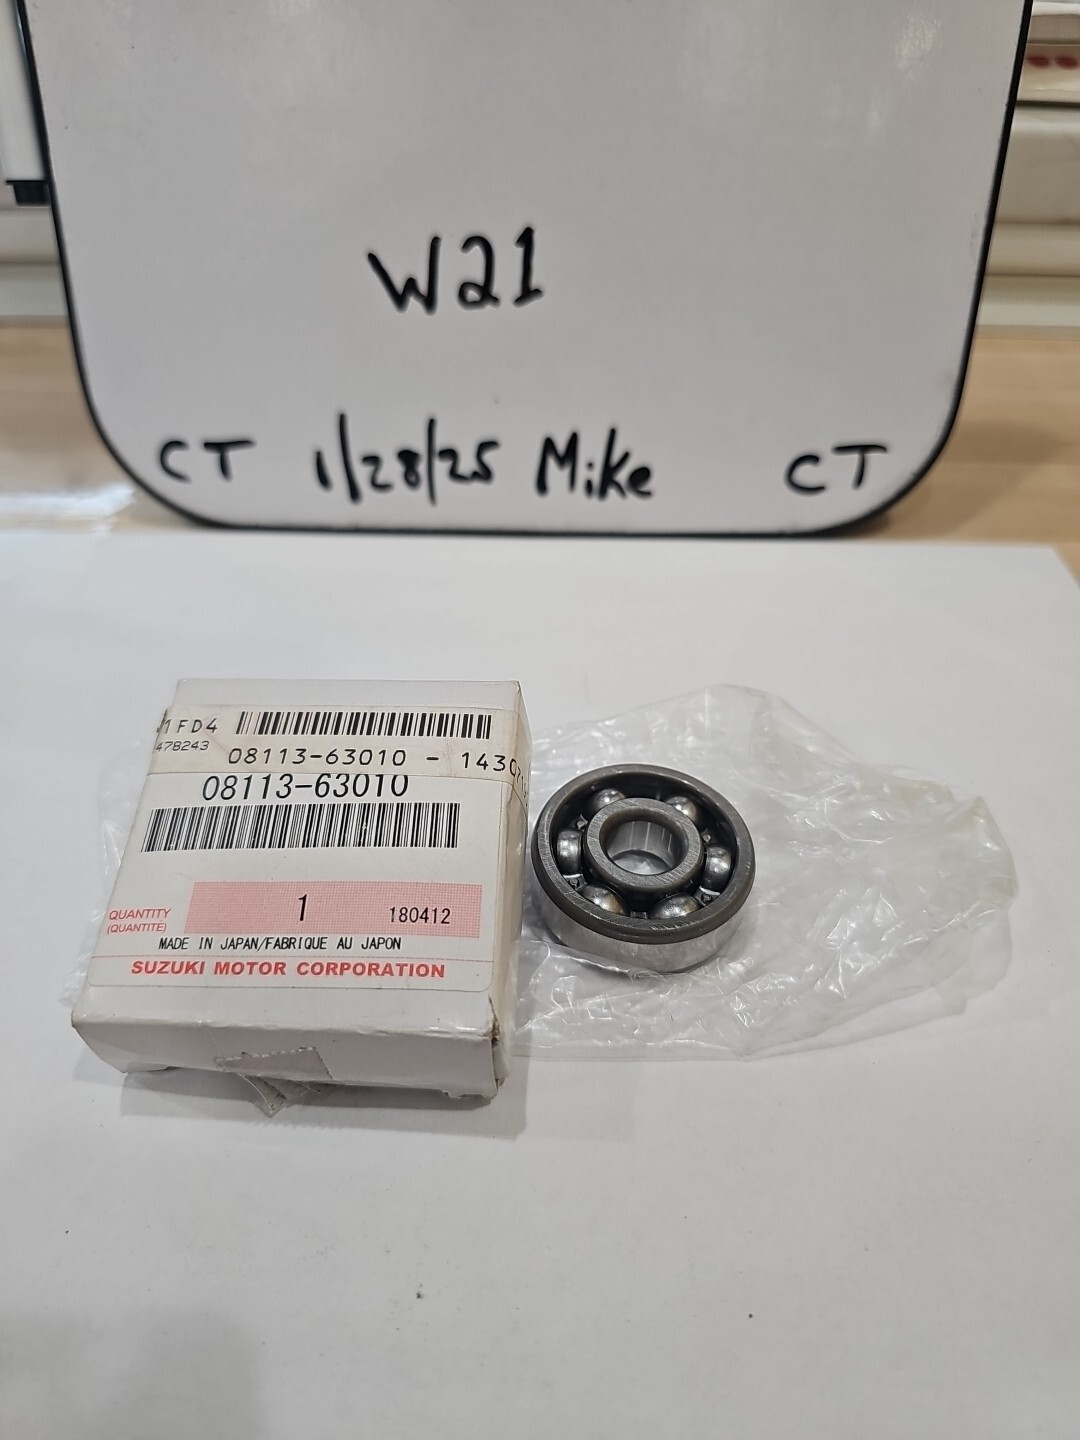 W21
CT 1/28/25 Mike CT
1FD4
478243
08113-63010 - 143
08113-63010
QUANTITY
(QUANTITE)
1 180412
MADE IN JAPAN/FABRIQUE AU JAPON
SUZUKI MOTOR CORPORATION